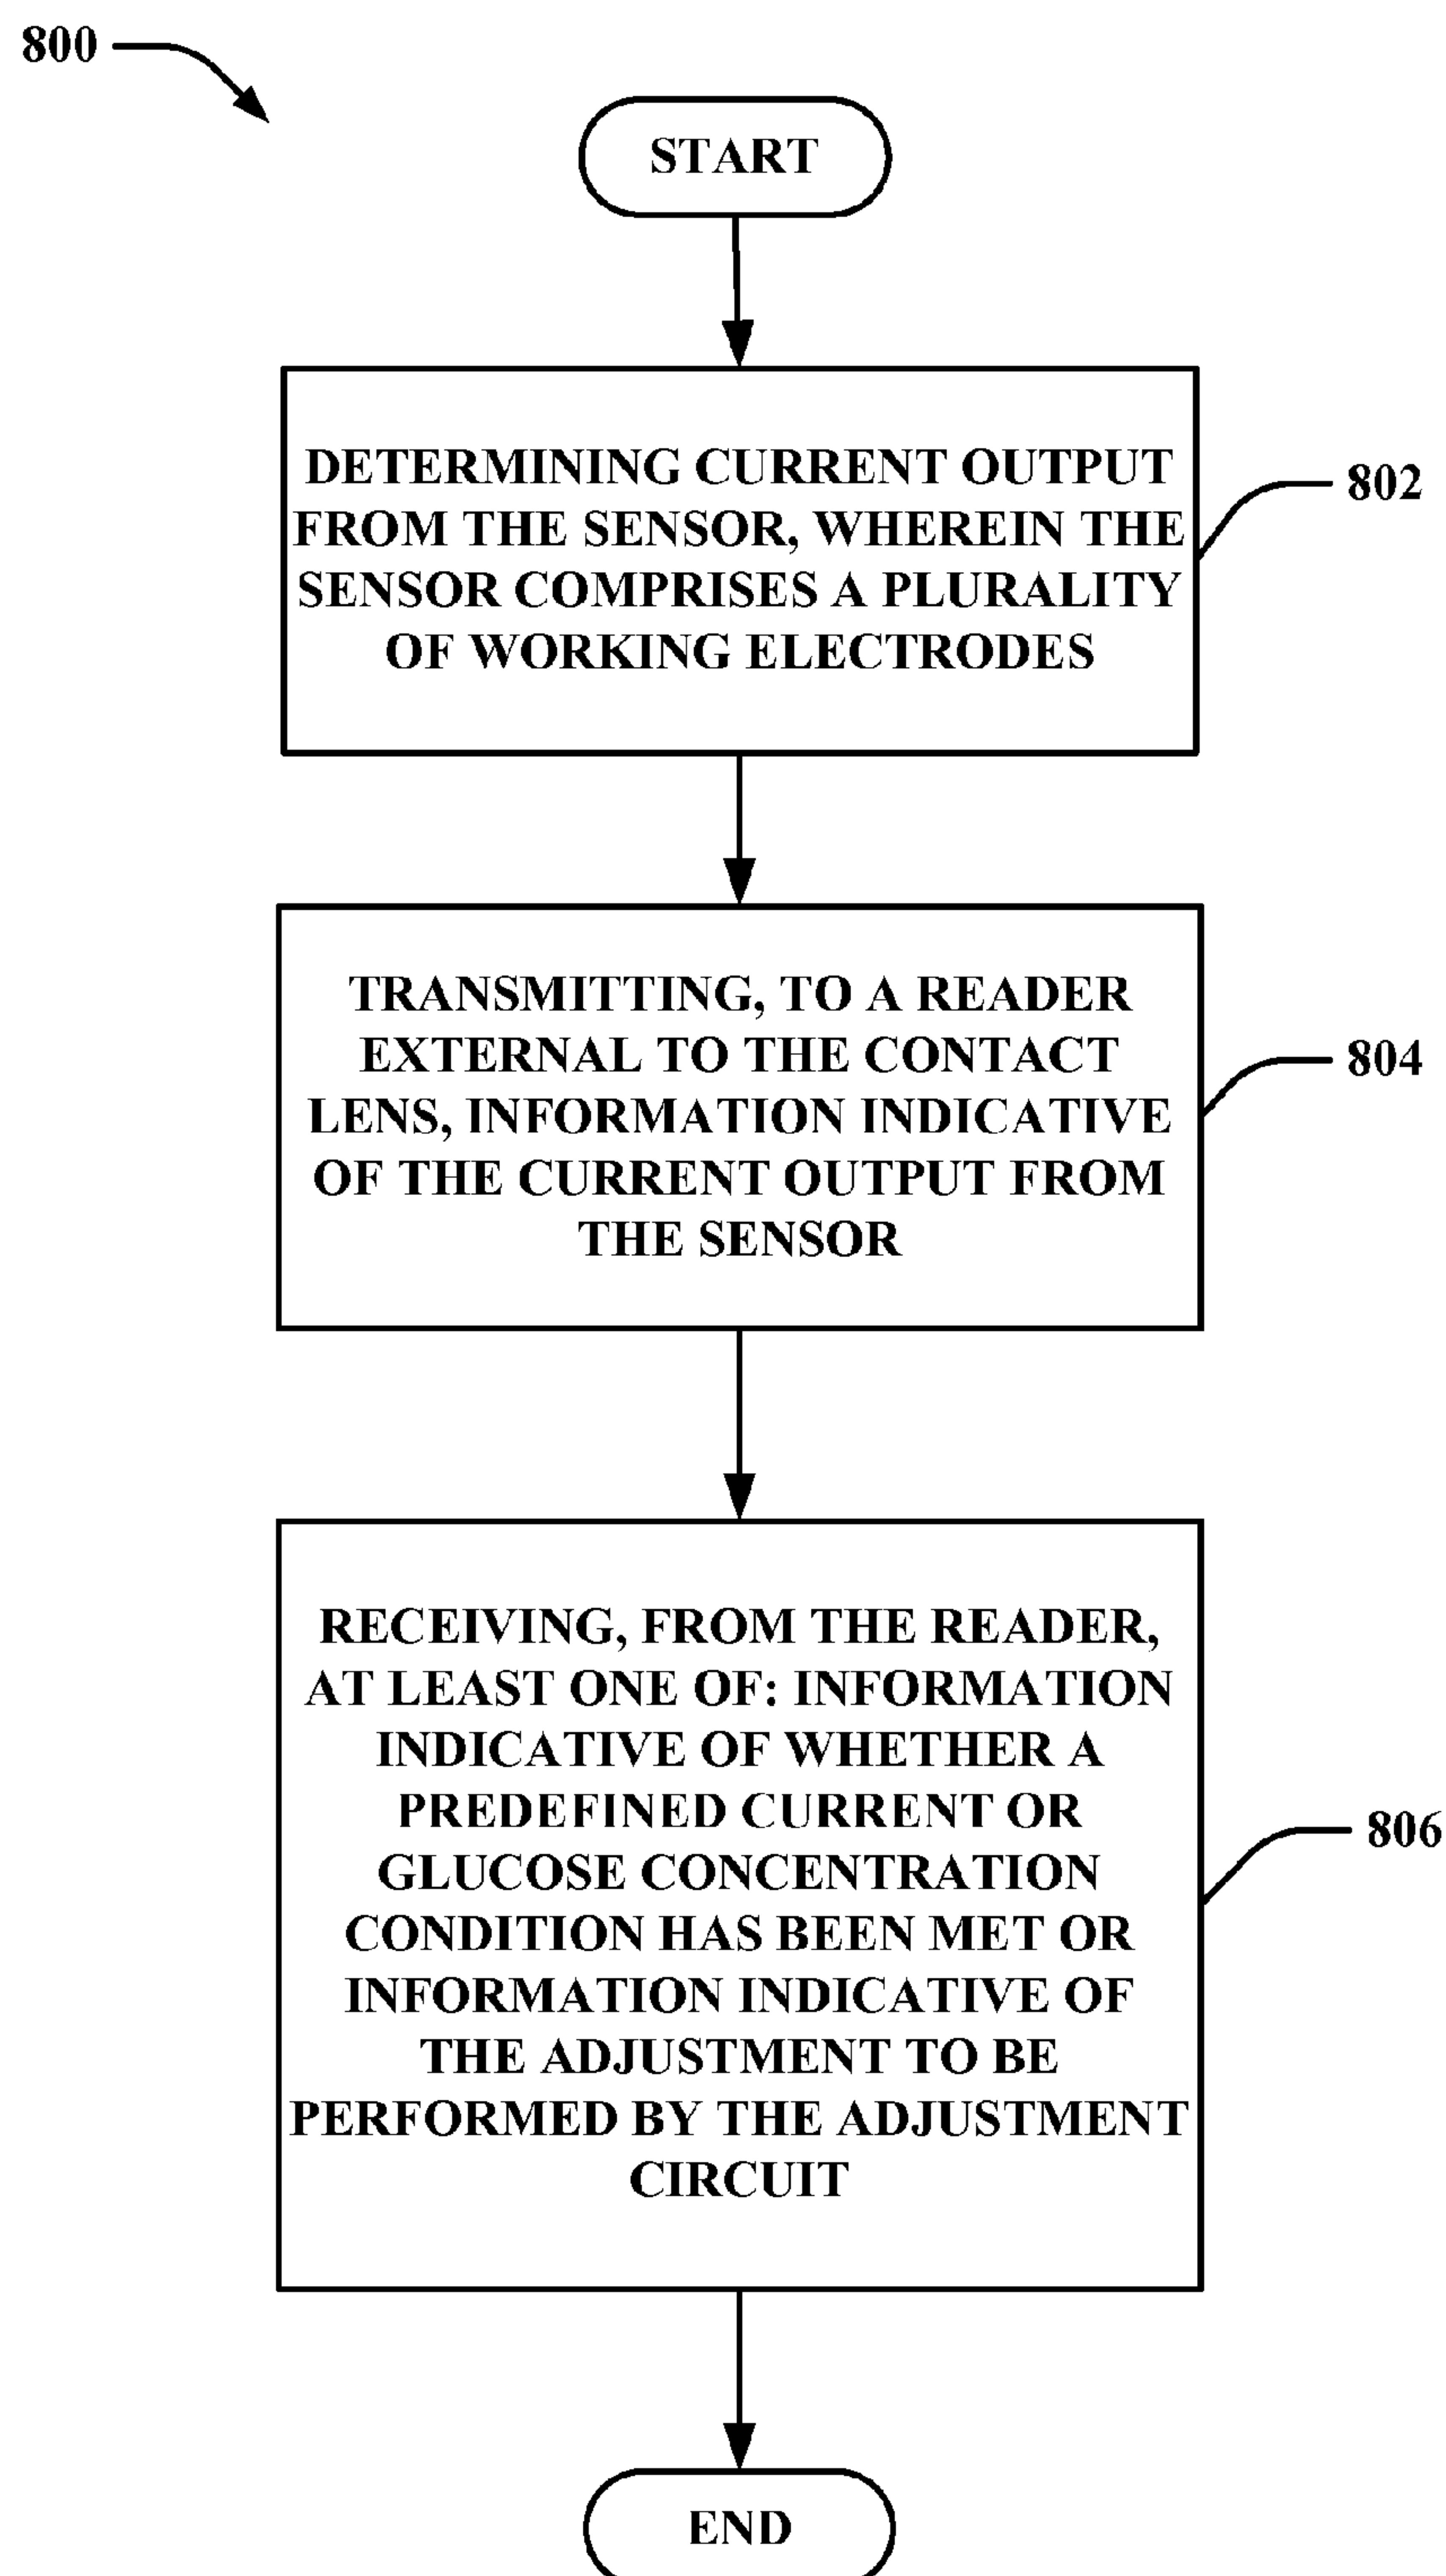 800
START
DETERMINING CURRENT OUTPUT
FROM THE SENSOR, WHEREIN THE
SENSOR COMPRISES A PLURALITY
OF WORKING ELECTRODES
802
TRANSMITTING, TO A READER
EXTERNAL TO THE CONTACT
LENS, INFORMATION INDICATIVE
OF THE CURRENT OUTPUT FROM
THE SENSOR
804
RECEIVING, FROM THE READER,
AT LEAST ONE OF: INFORMATION
INDICATIVE OF WHETHER A
PREDEFINED CURRENT OR
GLUCOSE CONCENTRATION
CONDITION HAS BEEN MET OR
INFORMATION INDICATIVE OF
THE ADJUSTMENT TO BE
PERFORMED BY THE ADJUSTMENT
CIRCUIT
806
END